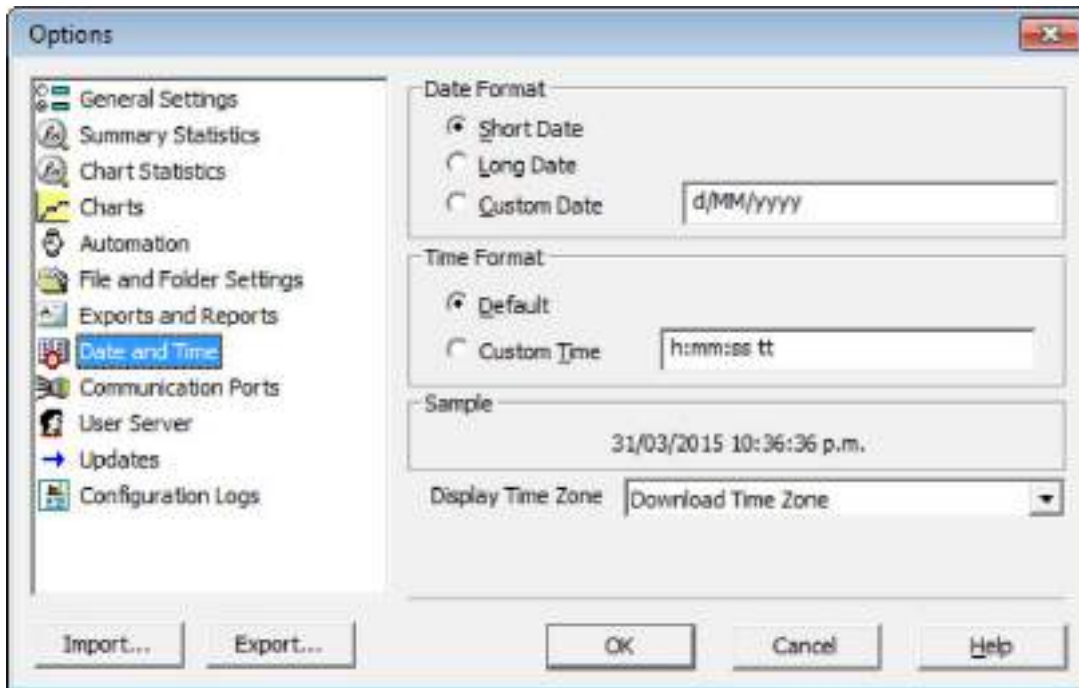 Options
General Settings
Summary Statistics
Chart Statistics
Charts
Automation
File and Folder Settings
Exports and Reports
Date and Time
Communication Ports
User Server
Updates
Configuration Logs
Import...
Export...
Date Format
Short Date
Long Date
Custom Date d/MM/yyyy
Time Format
Default
Custom Time h:mm:ss tt
Sample
31/03/2015 10:36:36 p.m.
Display Time Zone Download Time Zone
OK Cancel Help